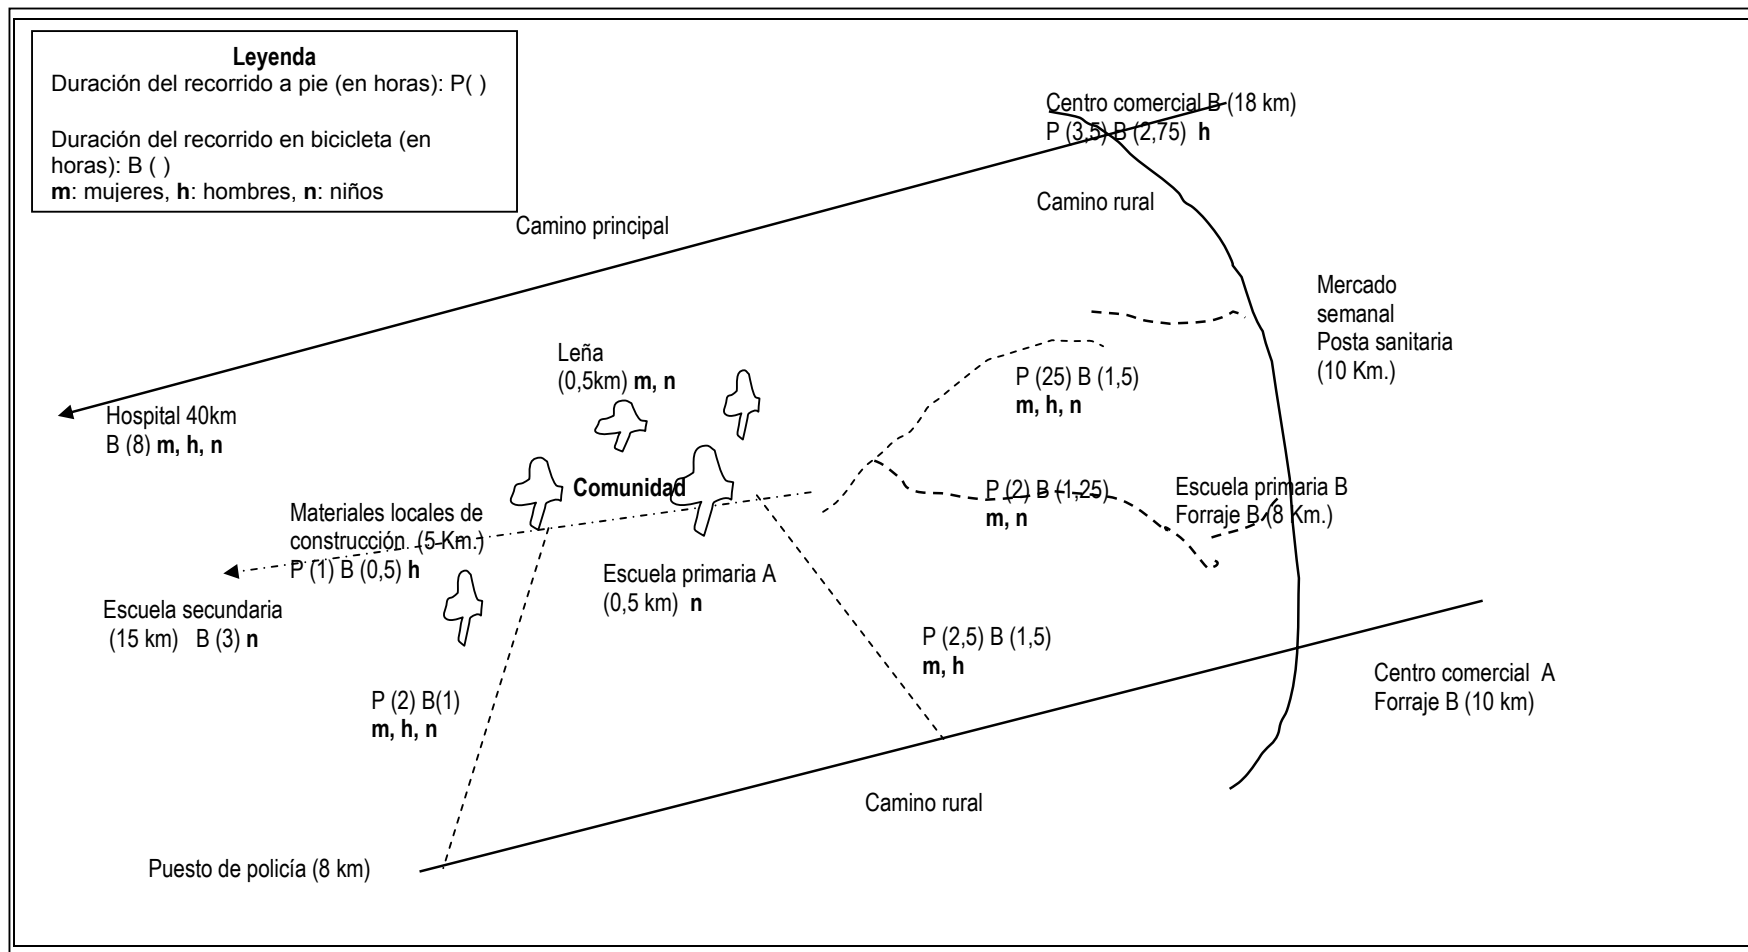 Leyenda
Duración del recorrido a pie (en horas): P( )
Duración del recorrido en bicicleta (en
horas): B ( )
m: mujeres, h: hombres, n: niños
Centro comercial B (18 km)
P (3,5) B (2,75) h
Camino rural
Camino principal
Mercado
semanal
Posta sanitaria
(10 Km.)
Leña
(0,5km) m, n
P (25) B (1,5)
m, h, n
Hospital 40km
B (8) m, h, n
Comunidad
P (2) B (1,25)
m, n
Escuela primaria B
Forraje B (8 Km.)
Materiales locales de
construcción (5 Km.)
P (1) B (0,5) h
Escuela primaria A
(0,5 km) n
Escuela secundaria
(15 km) B (3) n
P (2,5) B (1,5)
m, h
Centro comercial A
Forraje B (10 km)
P (2) B(1)
m, h, n
Camino rural
Puesto de policía (8 km)